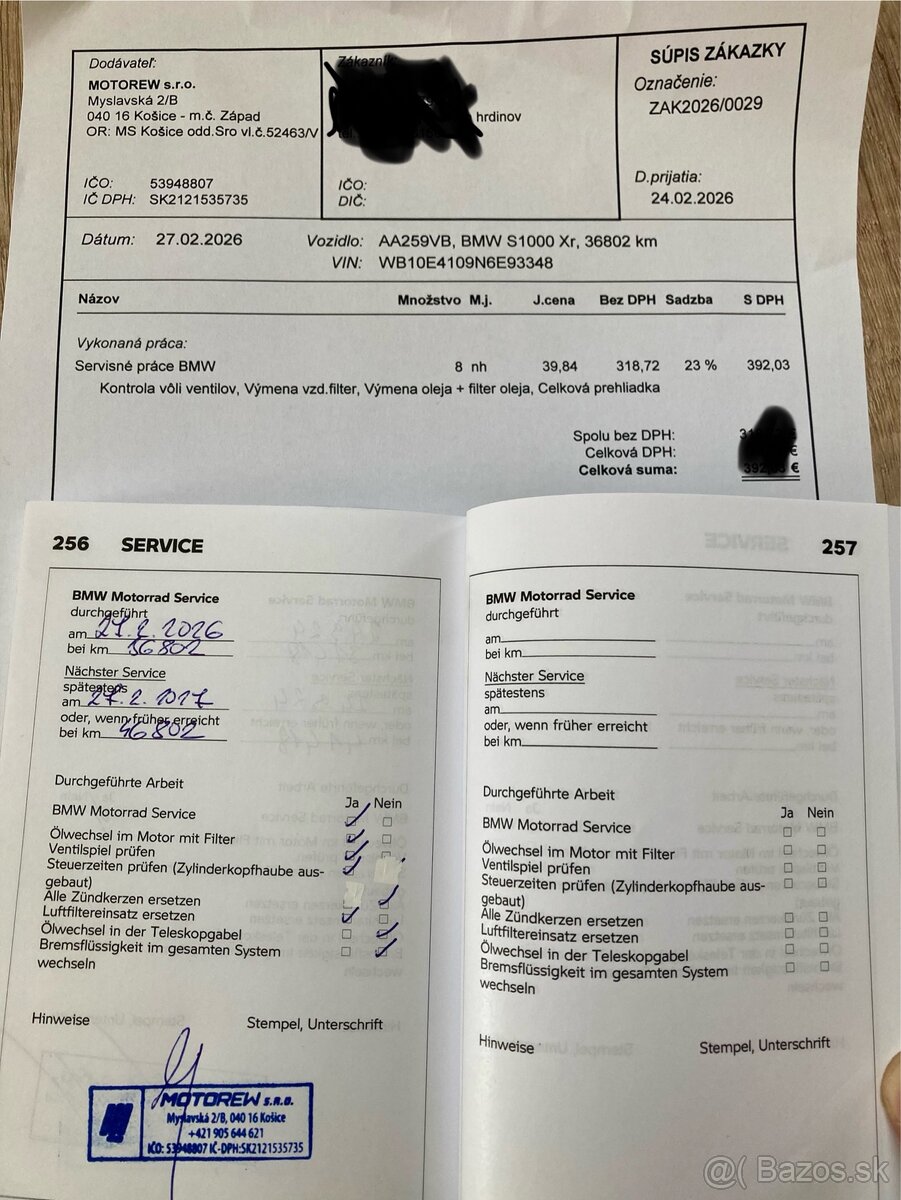 Dodávateľ:
MOTOREW s.r.o.
Myslavská 2/B
040 16 Košice - m.č. Západ
OR: MS Košice odd.Sro vl.č.52463/V
IČO: 53948807
IČ DPH: SK2121535735
Zákazník:
hrdinov
IČO:
DIČ:
SÚPIS ZÁKAZKY
Označenie:
ZAK2026/0029
D.prijatia:
24.02.2026
Dátum: 27.02.2026 Vozidlo: AA259VB, BMW S1000 Xr, 36802 km
VIN: WB10E4109N6E93348
Názov Množstvo M.j. J.cena Bez DPH Sadzba S DPH
Vykonaná práca:
Servisné práce BMW 8 nh 39,84 318,72 23 % 392,03
Kontrola vôli ventilov, Výmena vzd.filter, Výmena oleja + filter oleja, Celková prehliadka
Spolu bez DPH:
Celková DPH: €
Celková suma: €
256 SERVICE
BMW Motorrad Service
durchgeführt
am 27.2.2026
bei km 36802
Nächster Service
spätestens
am 27.2.2017
oder, wenn früher erreicht
bei km 46802
Durchgeführte Arbeit
Ja Nein
BMW Motorrad Service
Ölwechsel im Motor mit Filter
Ventilspiel prüfen
Steuerzeiten prüfen (Zylinderkopfhaube aus-
gebaut)
Alle Zündkerzen ersetzen
Luftfiltereinsatz ersetzen
Ölwechsel in der Teleskopgabel
Bremsflüssigkeit im gesamten System
wechseln
Hinweise Stempel, Unterschrift
MOTOREW s.r.o.
Myslavská 2/B, 040 16 Košice
+421 905 644 621
IČO: 53948807 IČ-DPH:SK2121535735
257
BMW Motorrad Service
durchgeführt
am
bei km
Nächster Service
spätestens
am
oder, wenn früher erreicht
bei km
Durchgeführte Arbeit
Ja Nein
BMW Motorrad Service
Ölwechsel im Motor mit Filter
Ventilspiel prüfen
Steuerzeiten prüfen (Zylinderkopfhaube aus-
gebaut)
Alle Zündkerzen ersetzen
Luftfiltereinsatz ersetzen
Ölwechsel in der Teleskopgabel
Bremsflüssigkeit im gesamten System
wechseln
Hinweise Stempel, Unterschrift
@( Bazos.sk